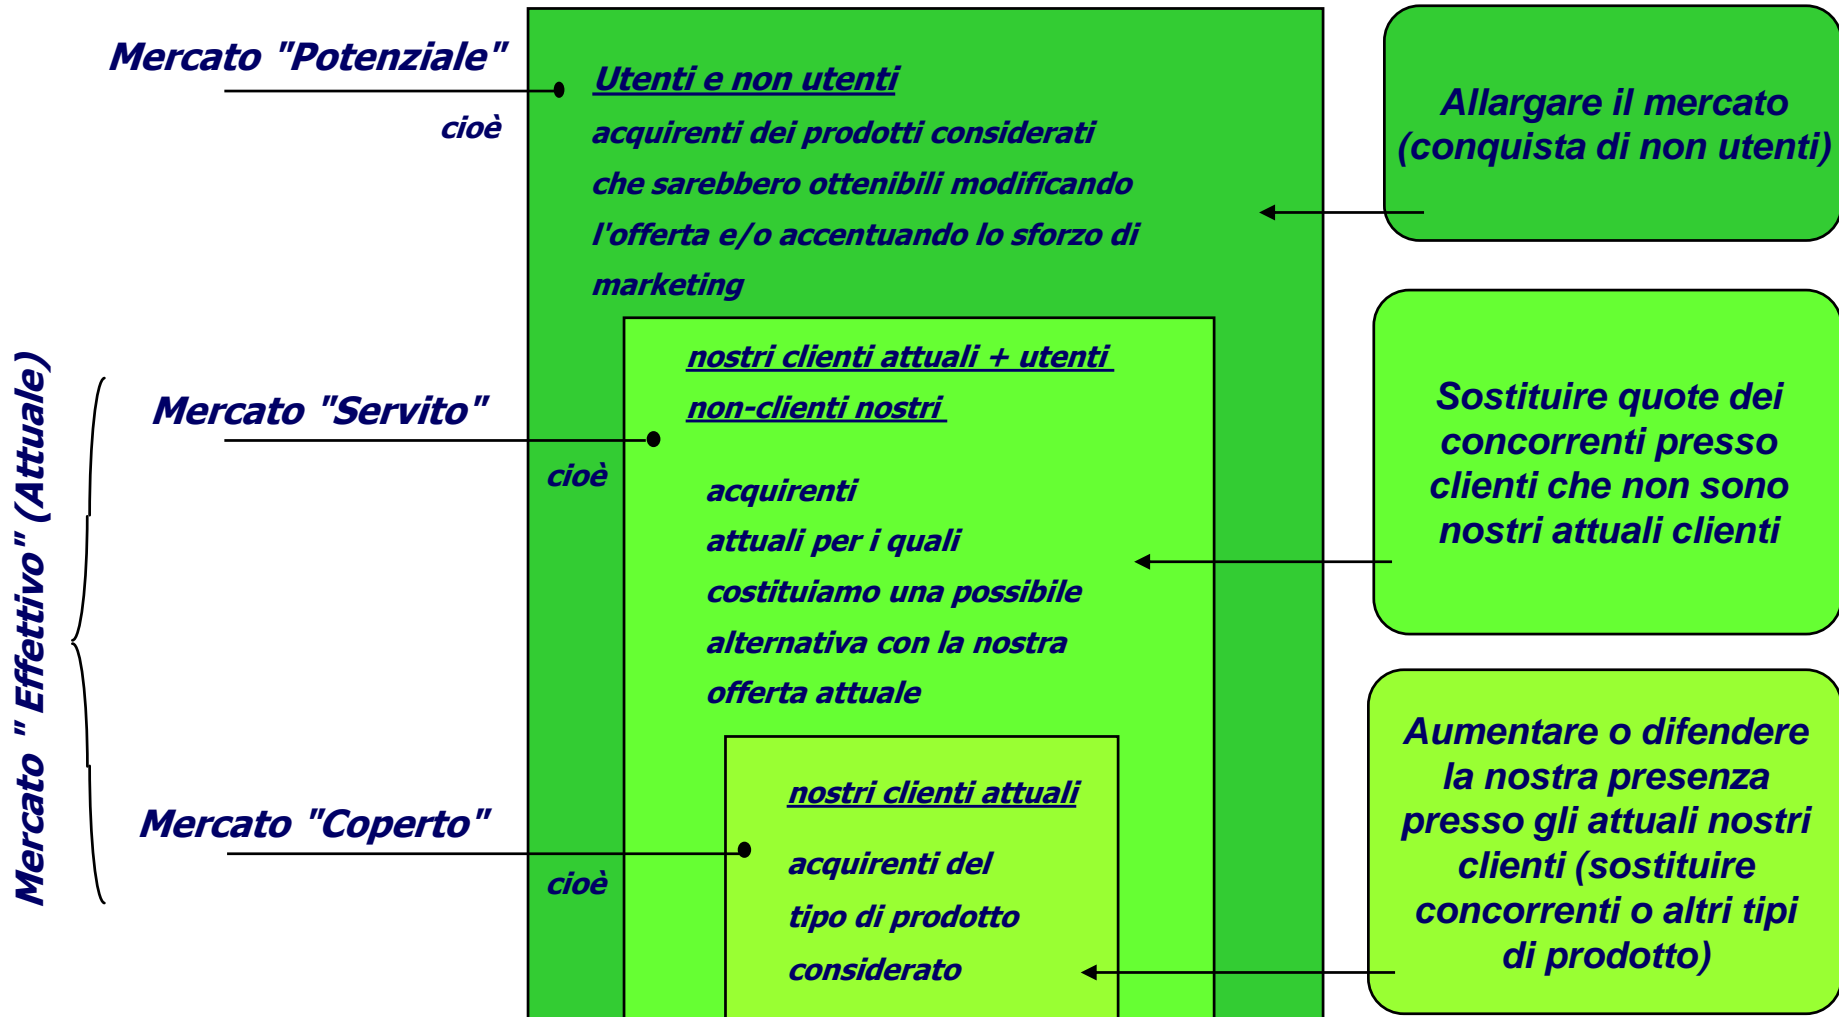 Mercato "Potenziale"
cioè
Utenti e non utenti
acquirenti dei prodotti considerati
che sarebbero ottenibili modificando
l'offerta e/o accentuando lo sforzo di
marketing
Allargare il mercato
(conquista di non utenti)
Mercato " Effettivo" (Attuale)
Mercato "Servito"
cioè
nostri clienti attuali + utenti
non-clienti nostri
acquirenti
attuali per i quali
costituiamo una possibile
alternativa con la nostra
offerta attuale
Sostituire quote dei
concorrenti presso
clienti che non sono
nostri attuali clienti
Mercato "Coperto"
cioè
nostri clienti attuali
acquirenti del
tipo di prodotto
considerato
Aumentare o difendere
la nostra presenza
presso gli attuali nostri
clienti (sostituire
concorrenti o altri tipi
di prodotto)